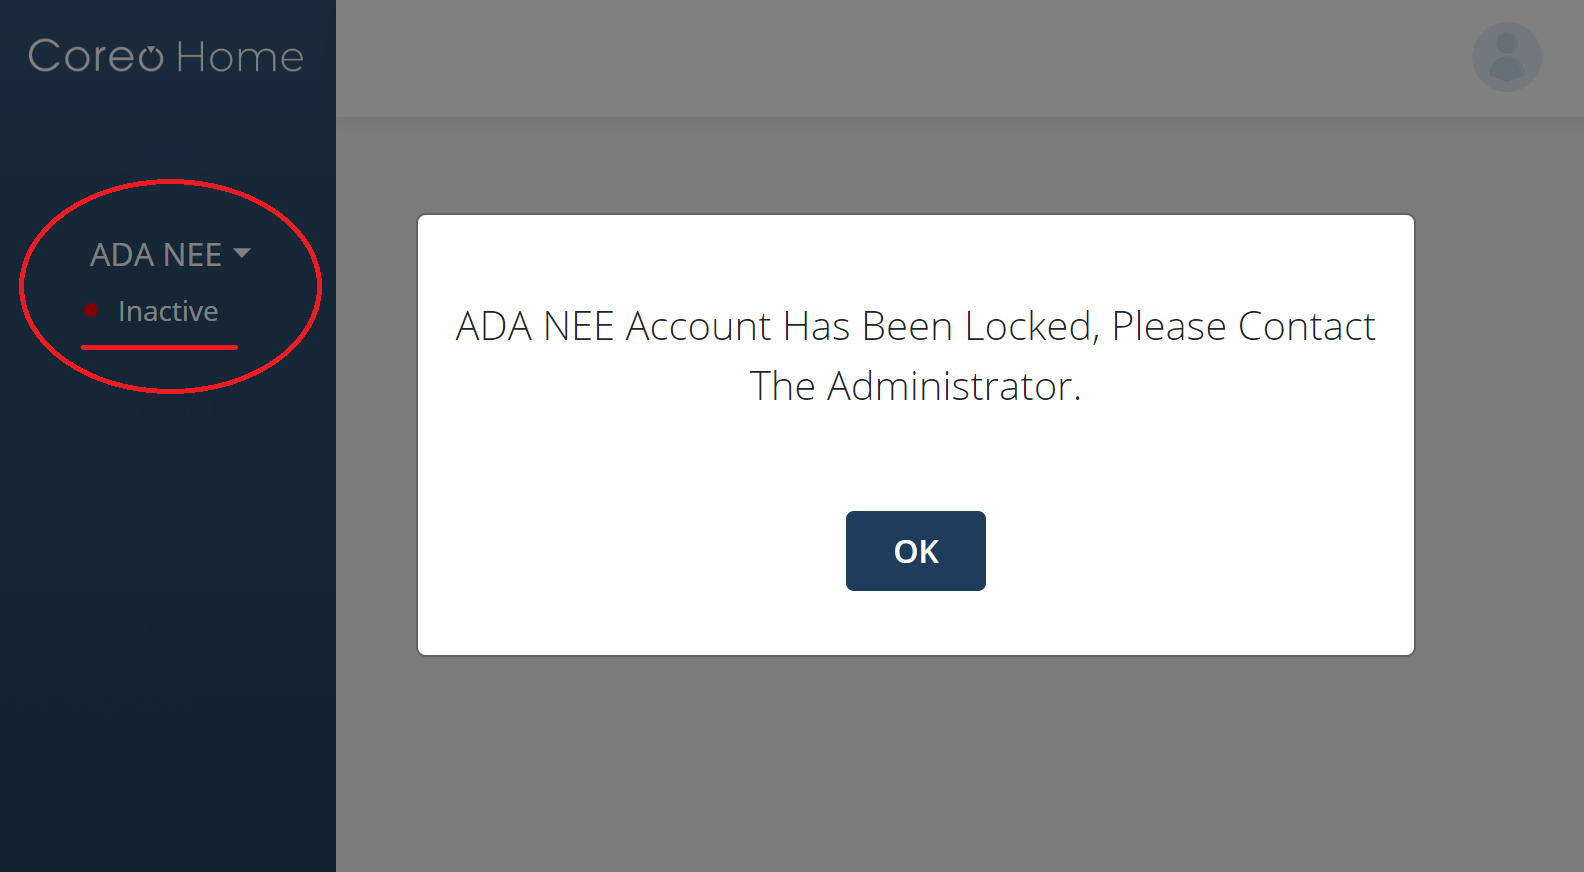 Coreo Home
ADA NEE
Inactive
ADA NEE Account Has Been Locked, Please Contact
The Administrator.
OK